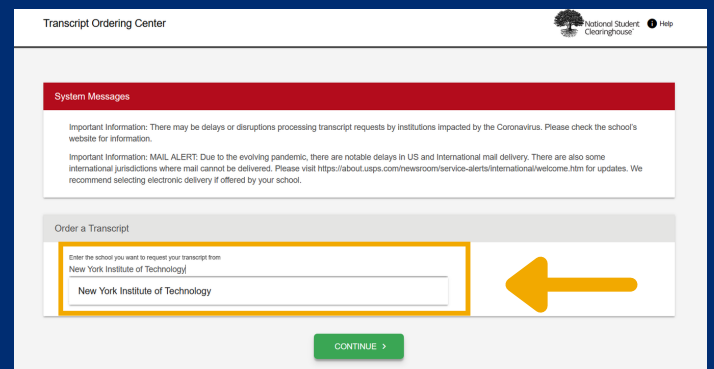 Transcript Ordering Center
National Student
Clearinghouse®
Help
System Messages
Important Information: There may be delays or disruptions processing transcript requests by institutions impacted by the Coronavirus. Please check the school's
website for information.
Important Information: MAIL ALERT: Due to the evolving pandemic, there are notable delays in US and International mail delivery. There are also some
international jurisdictions where mail cannot be delivered. Please visit https://about.usps.com/newsroom/service-alerts/international/welcome.htm for updates. We
recommend selecting electronic delivery if offered by your school.
Order a Transcript
Enter the school you want to request your transcript from
New York Institute of Technology
New York Institute of Technology
CONTINUE >